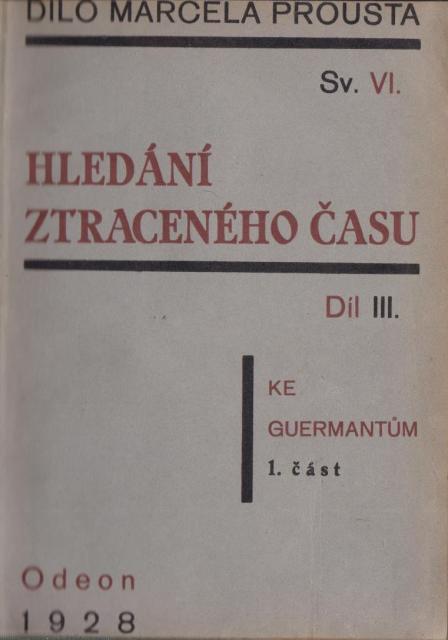 DÍLO MARCELA PROUSTA
Sv. VI.
HLEDÁNÍ
ZTRACENÉHO ČASU
Díl III.
KE
GUERMANTŮM
1. část
Odeon
1928